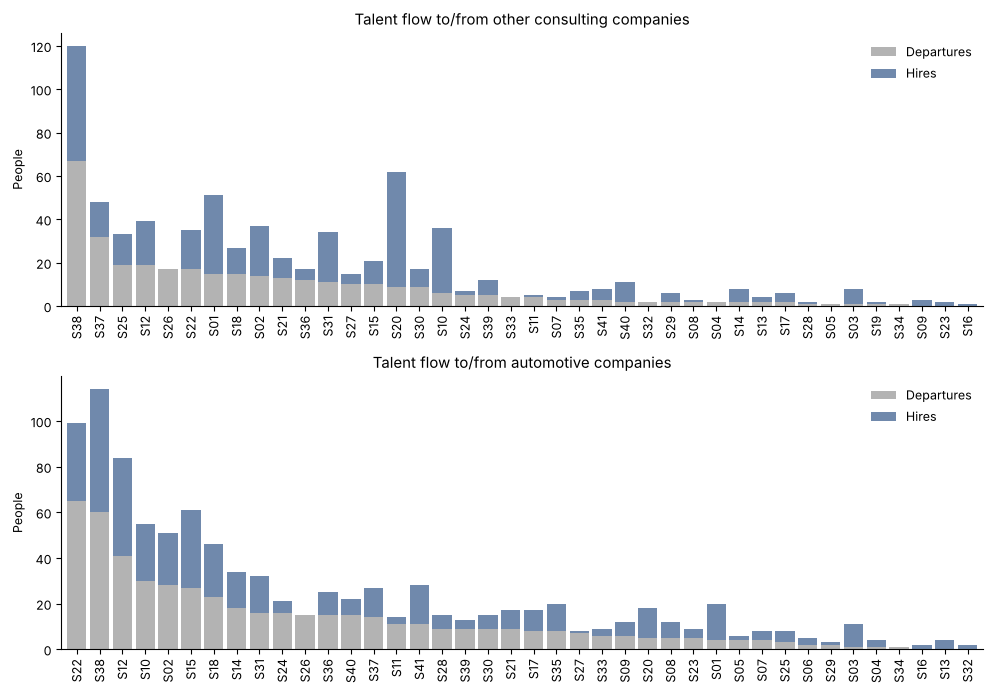 Talent flow to/from other consulting companies
Departures
Hires
People
120
100
80
60
40
20
0
S38 S37 S25 S12 S26 S22 S01 S18 S02 S21 S36 S31 S27 S15 S20 S30 S10 S24 S39 S33 S11 S07 S35 S41 S40 S32 S29 S08 S04 S14 S13 S17 S28 S05 S03 S19 S34 S09 S23 S16
Talent flow to/from automotive companies
Departures
Hires
People
100
80
60
40
20
0
S22 S38 S12 S10 S02 S15 S18 S14 S31 S24 S26 S36 S40 S37 S11 S41 S28 S39 S30 S21 S17 S35 S27 S33 S09 S20 S08 S23 S01 S05 S07 S25 S06 S29 S03 S04 S34 S16 S13 S32